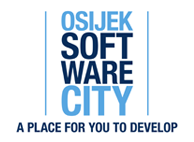 OSIJEK
SOFT
WARE
CITY
A PLACE FOR YOU TO DEVELOP